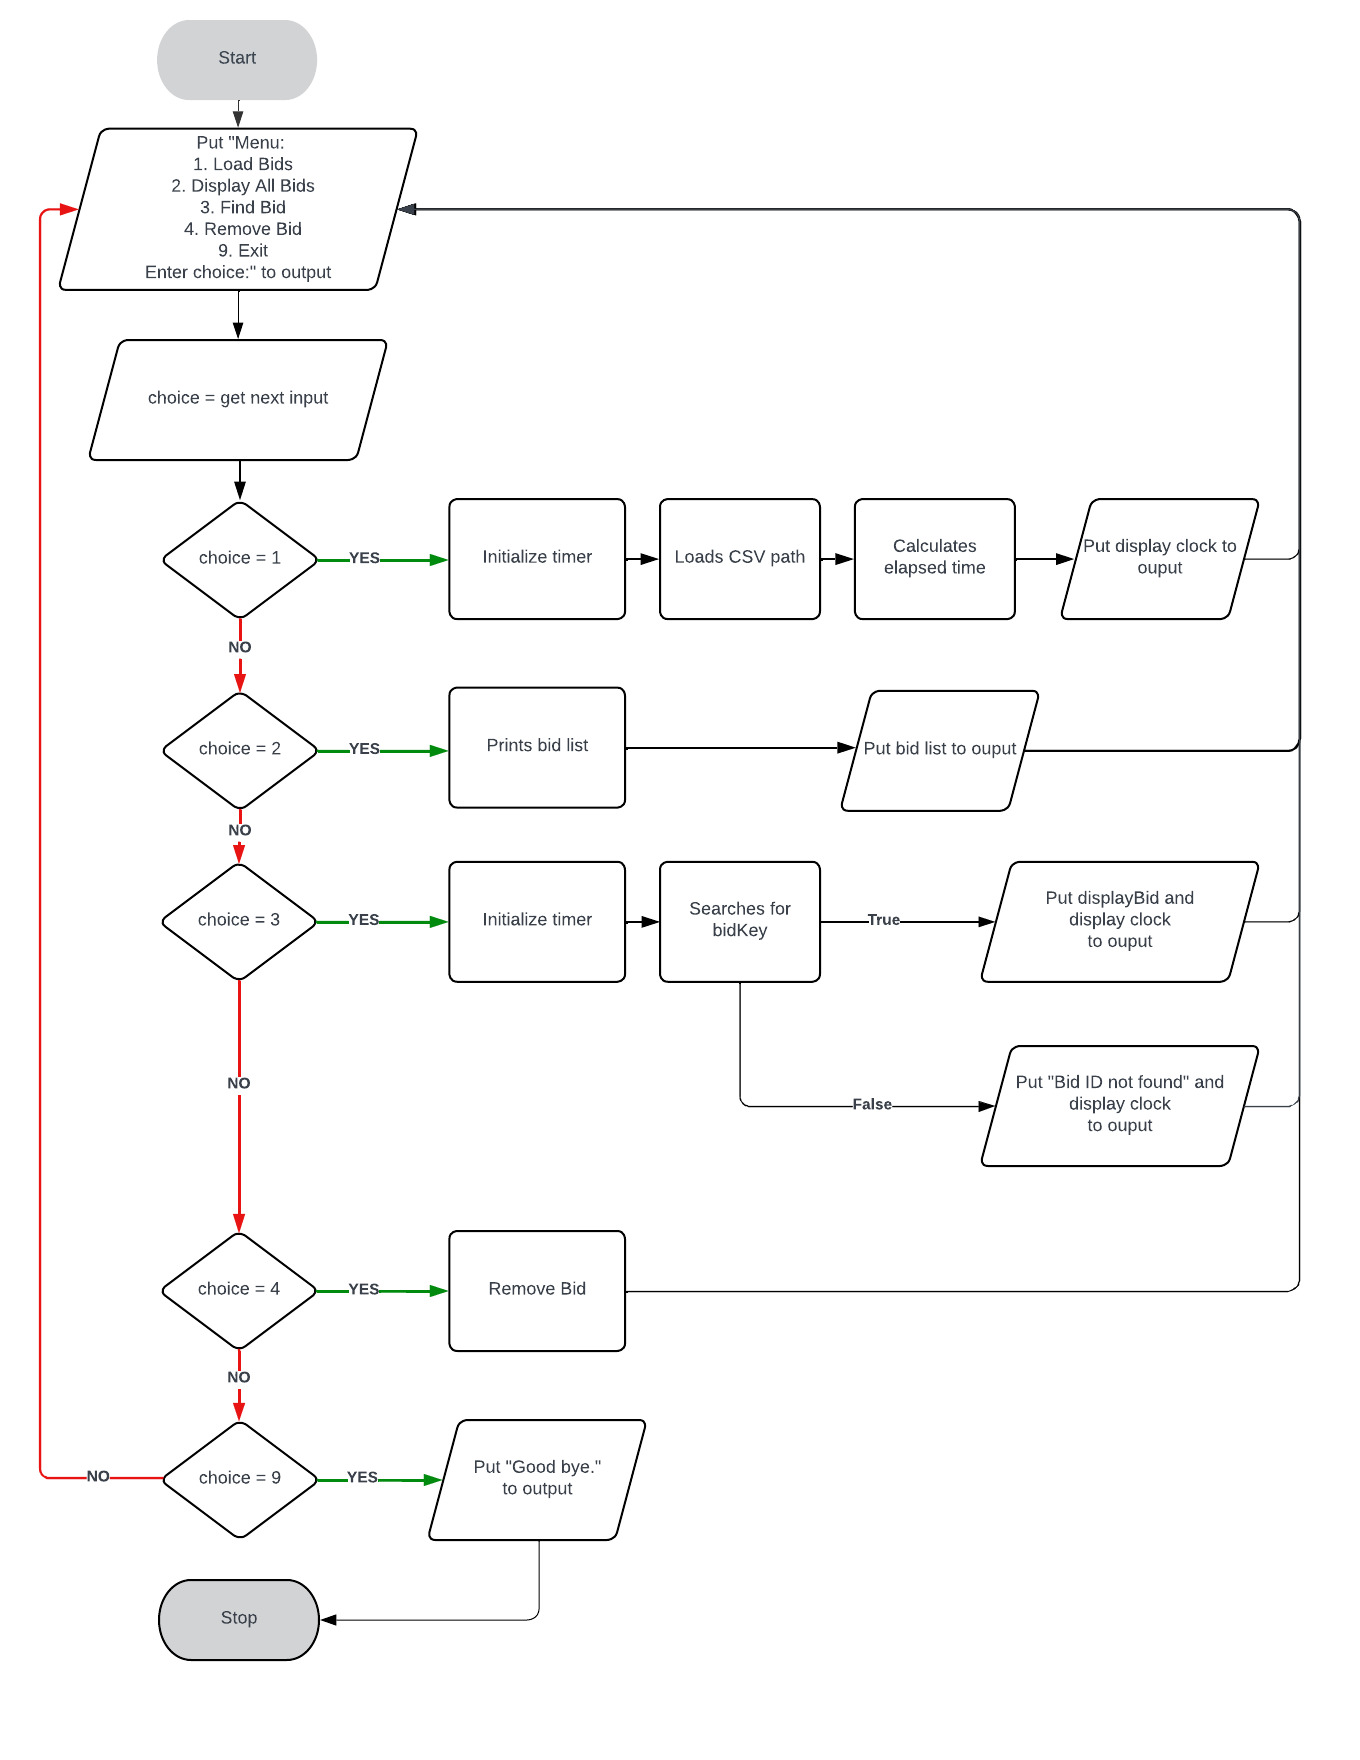 Start
Put "Menu:
1. Load Bids
2. Display All Bids
3. Find Bid
4. Remove Bid
9. Exit
Enter choice:" to output
choice = get next input
choice = 1
YES
Initialize timer
Loads CSV path
Calculates
elapsed time
Put display clock to
ouput
NO
choice = 2
YES
Prints bid list
Put bid list to ouput
NO
choice = 3
YES
Initialize timer
Searches for
bidKey
True
Put displayBid and
display clock
to ouput
NO
False
Put "Bid ID not found" and
display clock
to ouput
choice = 4
YES
Remove Bid
NO
NO
choice = 9
YES
Put "Good bye."
to output
Stop